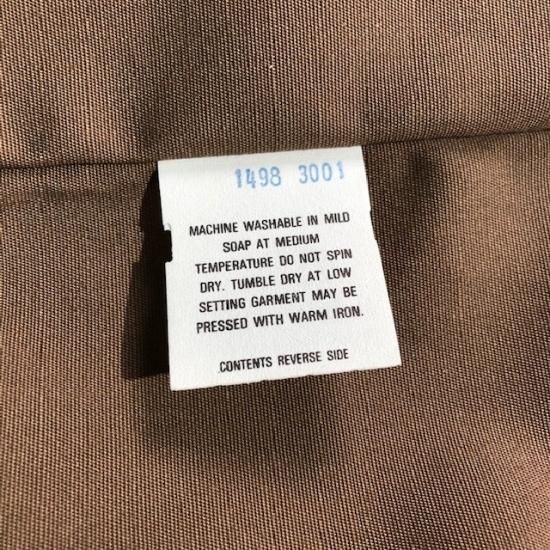 1498 3001
MACHINE WASHABLE IN MILD
SOAP AT MEDIUM
TEMPERATURE DO NOT SPIN
DRY. TUMBLE DRY AT LOW
SETTING GARMENT MAY BE
PRESSED WITH WARM IRON.
CONTENTS REVERSE SIDE